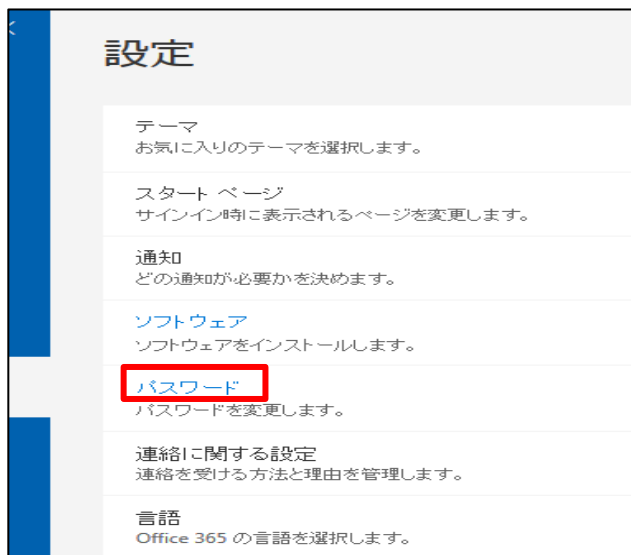 設定
テーマ
お気に入りのテーマを選択します。
スタート ページ
サインイン時に表示されるページを変更します。
通知
どの通知が必要かを決めます。
ソフトウェア
ソフトウェアをインストールします。
パスワード
パスワードを変更します。
連絡に関する設定
連絡を受ける方法と理由を管理します。
言語
Office 365 の言語を選択します。